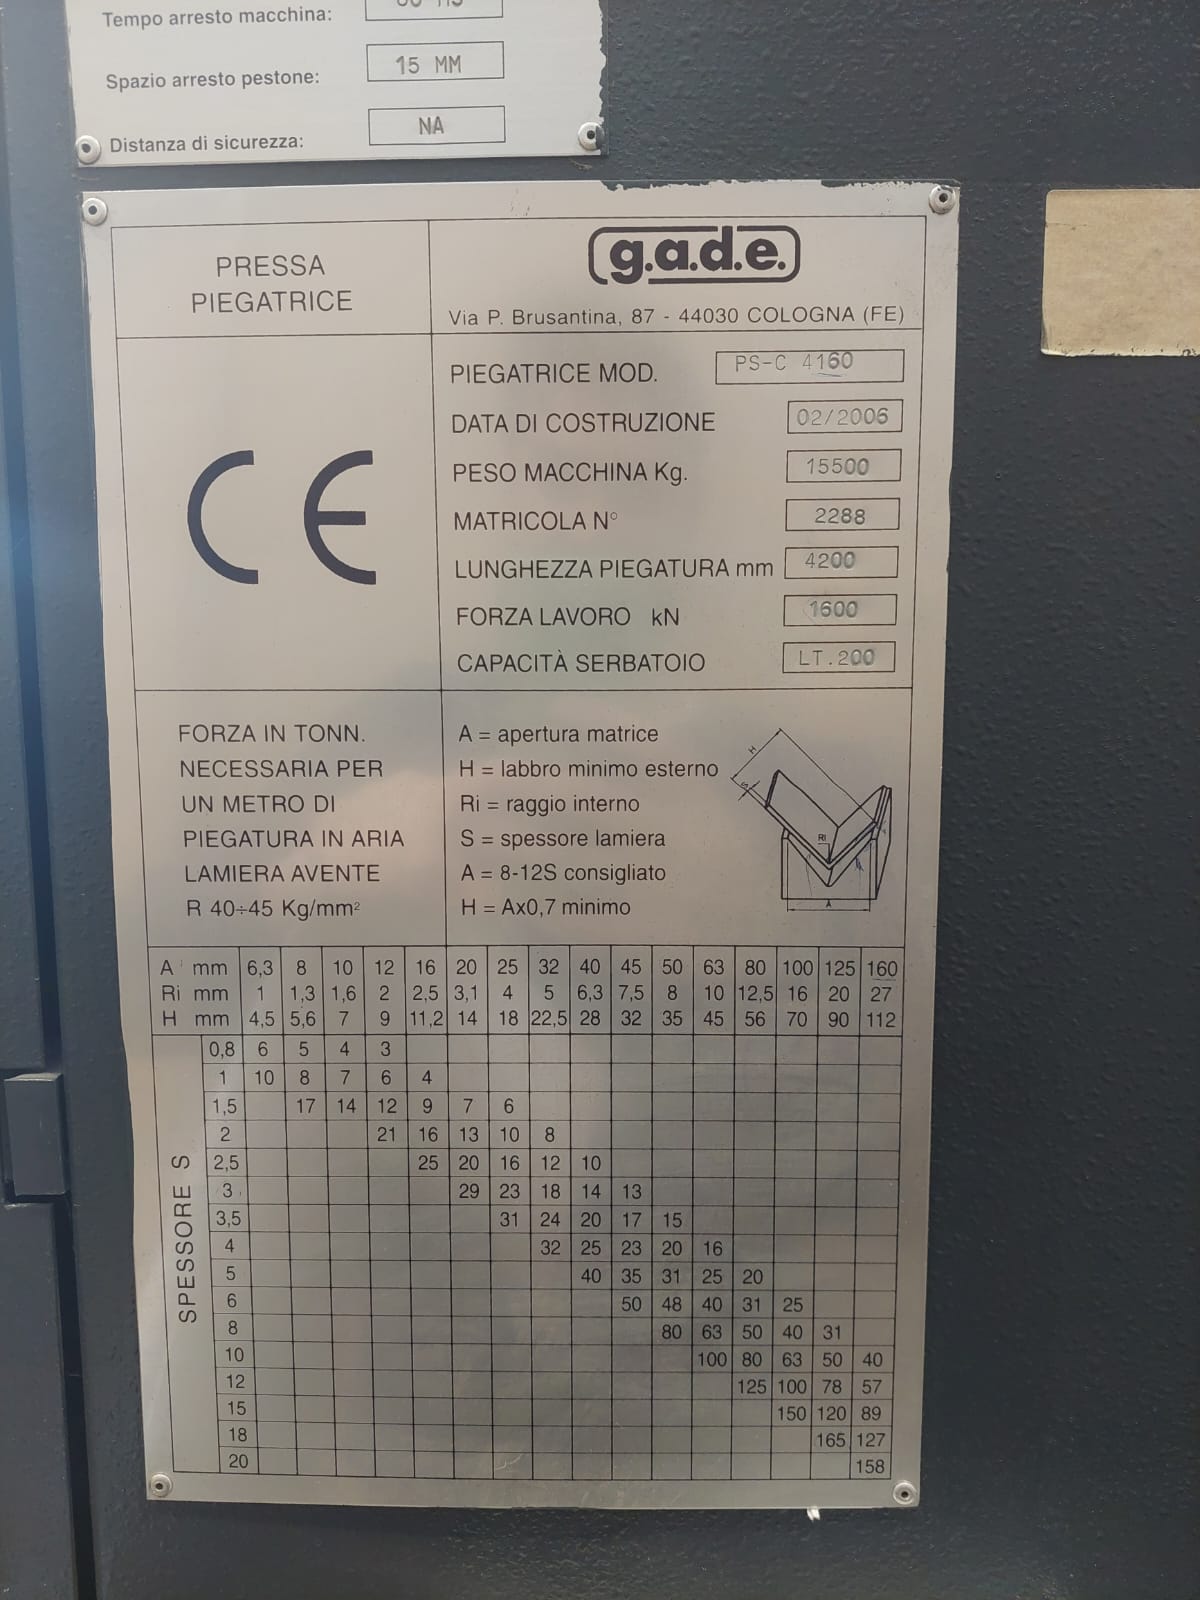 Tempo arresto macchina:
Spazio arresto pestone: 15 MM
Distanza di sicurezza: NA
PRESSA
PIEGATRICE
g.a.d.e.
Via P. Brusantina, 87 - 44030 COLOGNA (FE)
CE
PIEGATRICE MOD. PS-C 4160
DATA DI COSTRUZIONE 02/2006
PESO MACCHINA Kg. 15500
MATRICOLA N° 2288
LUNGHEZZA PIEGATURA mm 4200
FORZA LAVORO kN 1600
CAPACITÀ SERBATOIO LT.200
FORZA IN TONN.
NECESSARIA PER
UN METRO DI
PIEGATURA IN ARIA
LAMIERA AVENTE
R 40÷45 Kg/mm²
A = apertura matrice
H = labbro minimo esterno
Ri = raggio interno
S = spessore lamiera
A = 8-12S consigliato
H = Ax0,7 minimo
H
S
RI
A
A mm 6,3 8 10 12 16 20 25 32 40 45 50 63 80 100 125 160
Ri mm 1 1,3 1,6 2 2,5 3,1 4 5 6,3 7,5 8 10 12,5 16 20 27
H mm 4,5 5,6 7 9 11,2 14 18 22,5 28 32 35 45 56 70 90 112
SPESSORE S
0,8 6 5 4 3
1 10 8 7 6 4
1,5 17 14 12 9 7 6
2 21 16 13 10 8
2,5 25 20 16 12 10
3 29 23 18 14 13
3,5 31 24 20 17 15
4 32 25 23 20 16
5 40 35 31 25 20
6 50 48 40 31 25
8 80 63 50 40 31
10 100 80 63 50 40
12 125 100 78 57
15 150 120 89
18 165 127
20 158